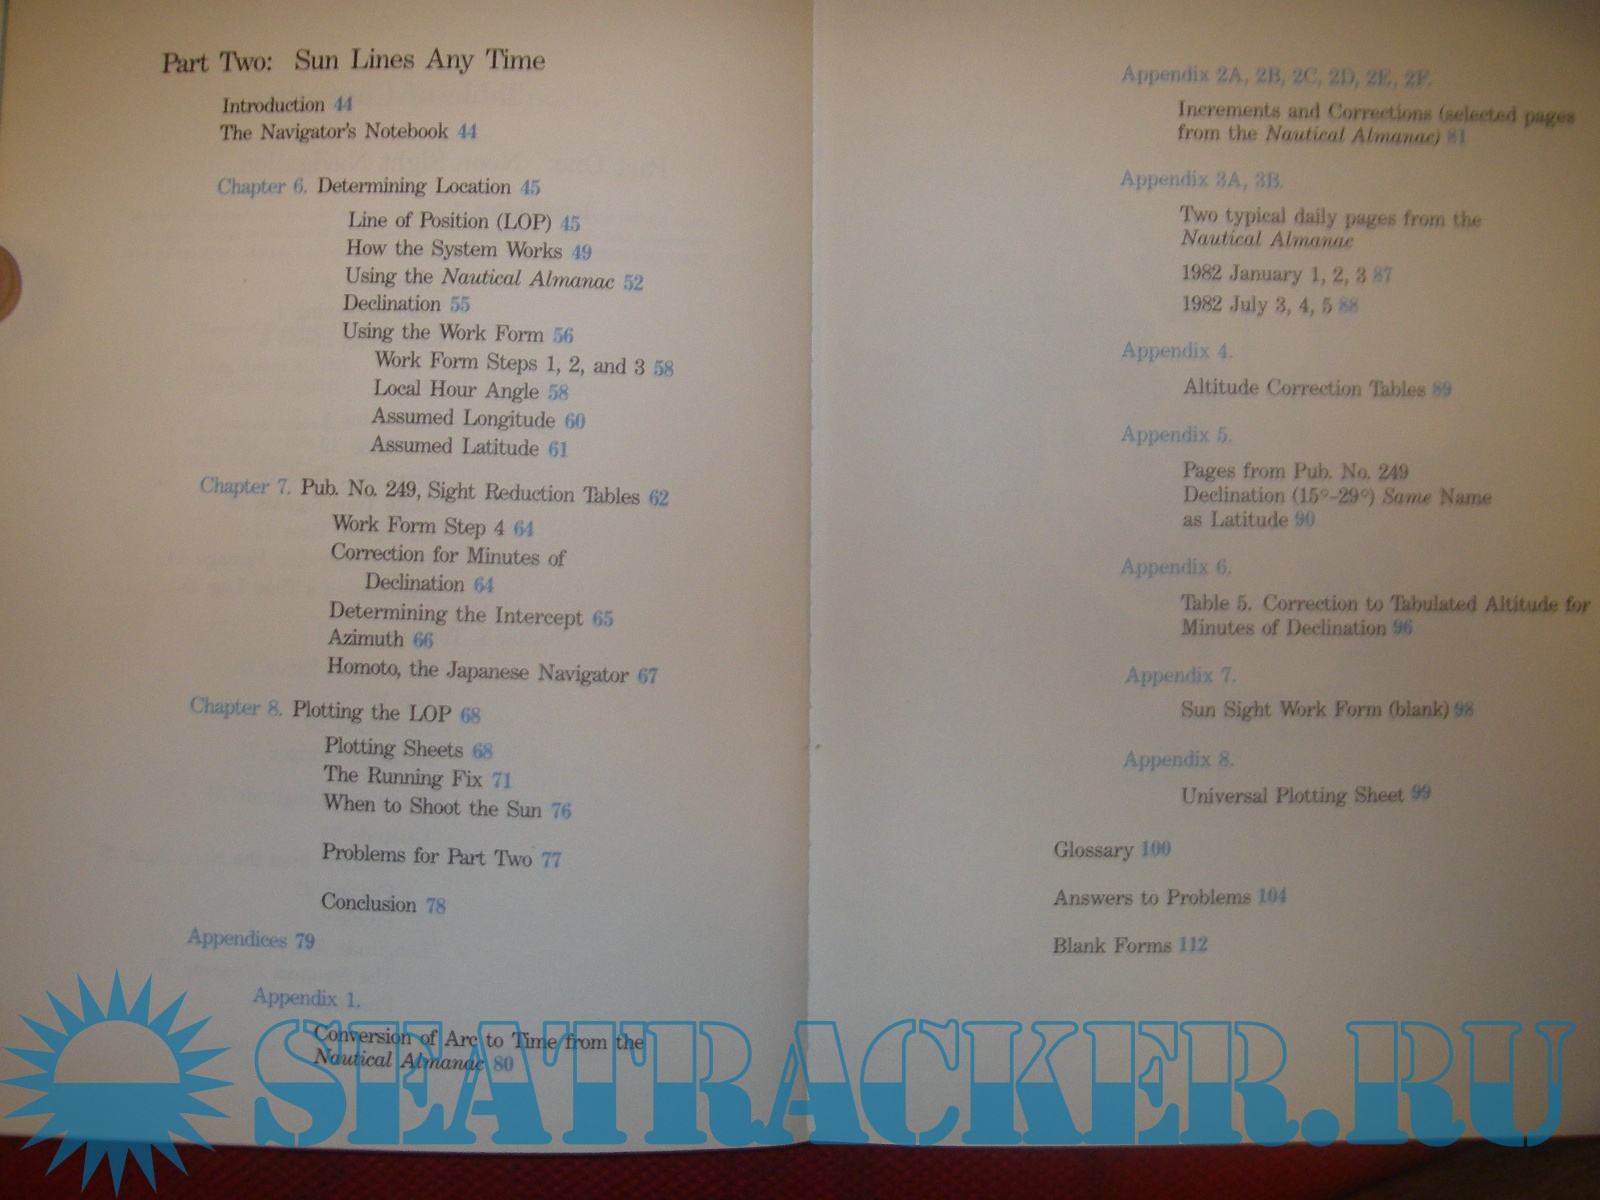 Part Two: Sun Lines Any Time
Introduction 44
The Navigator's Notebook 44
Chapter 6. Determining Location 45
Line of Position (LOP) 45
How the System Works 49
Using the Nautical Almanac 52
Declination 55
Using the Work Form 56
Work Form Steps 1, 2, and 3 58
Local Hour Angle 58
Assumed Longitude 60
Assumed Latitude 61
Chapter 7. Pub. No. 249, Sight Reduction Tables 62
Work Form Step 4 64
Correction for Minutes of
Declination 64
Determining the Intercept 65
Azimuth 66
Homoto, the Japanese Navigator 67
Chapter 8. Plotting the LOP 68
Plotting Sheets 68
The Running Fix 71
When to Shoot the Sun 76
Problems for Part Two 77
Conclusion 78
Appendices 79
Appendix 1.
Conversion of Arc to Time from the
Nautical Almanac 80
Appendix 2A, 2B, 2C, 2D, 2E, 2F.
Increments and Corrections (selected pages
from the Nautical Almanac) 81
Appendix 3A, 3B.
Two typical daily pages from the
Nautical Almanac
1982 January 1, 2, 3 87
1982 July 3, 4, 5 88
Appendix 4.
Altitude Correction Tables 89
Appendix 5.
Pages from Pub. No. 249
Declination (15°–29°) Same Name
as Latitude 90
Appendix 6.
Table 5. Correction to Tabulated Altitude for
Minutes of Declination 96
Appendix 7.
Sun Sight Work Form (blank) 98
Appendix 8.
Universal Plotting Sheet 99
Glossary 100
Answers to Problems 104
Blank Forms 112
SEATRACKER.RU